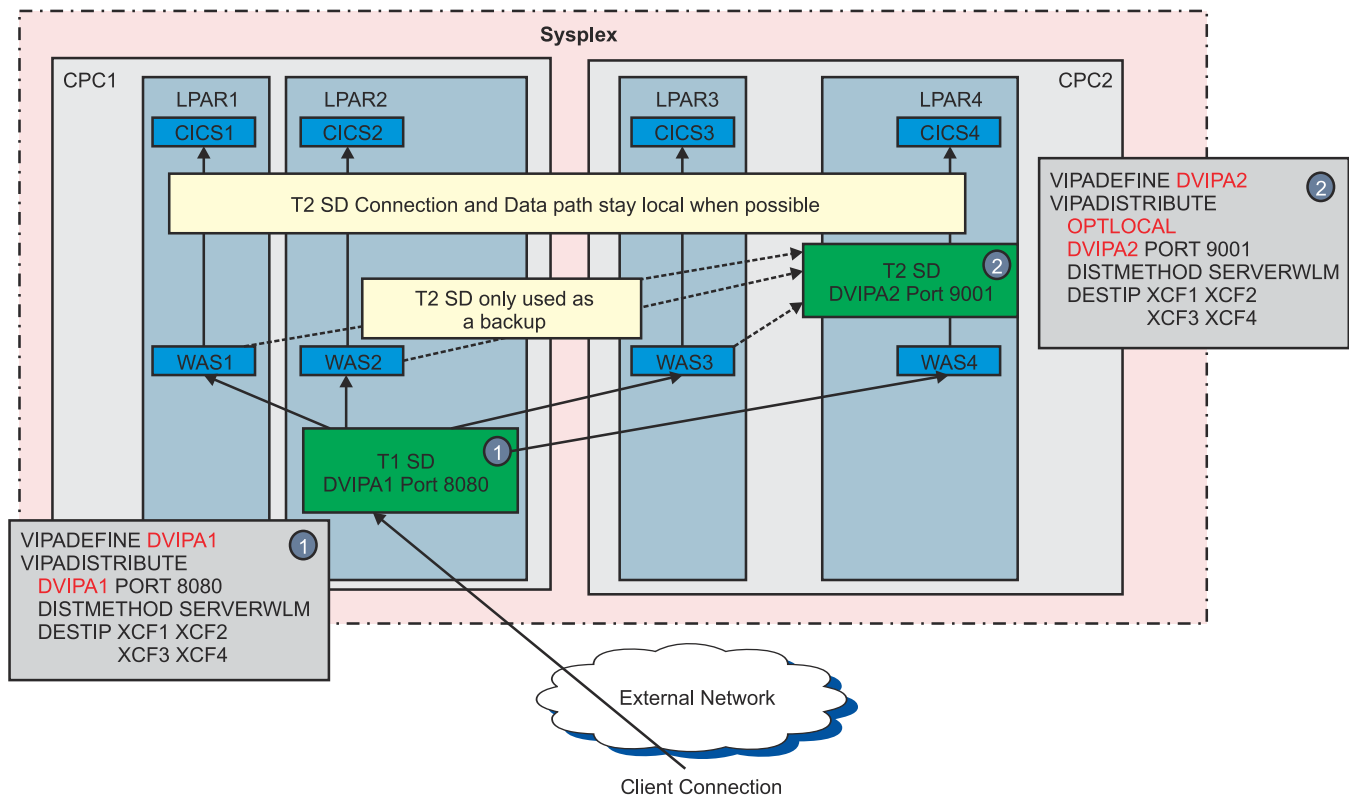 Sysplex
CPC1
CPC2
LPAR1
LPAR2
LPAR3
LPAR4
CICS1
CICS2
CICS3
CICS4
T2 SD Connection and Data path stay local when possible
VIPADEFINE DVIPA2
2
VIPADISTRIBUTE
OPTLOCAL
DVIPA2 PORT 9001
DISTMETHOD SERVERWLM
DESTIP XCF1 XCF2
XCF3 XCF4
T2 SD
2
DVIPA2 Port 9001
T2 SD only used as
a backup
WAS1
WAS2
WAS3
WAS4
T1 SD
1
DVIPA1 Port 8080
VIPADEFINE DVIPA1
1
VIPADISTRIBUTE
DVIPA1 PORT 8080
DISTMETHOD SERVERWLM
DESTIP XCF1 XCF2
XCF3 XCF4
External Network
Client Connection